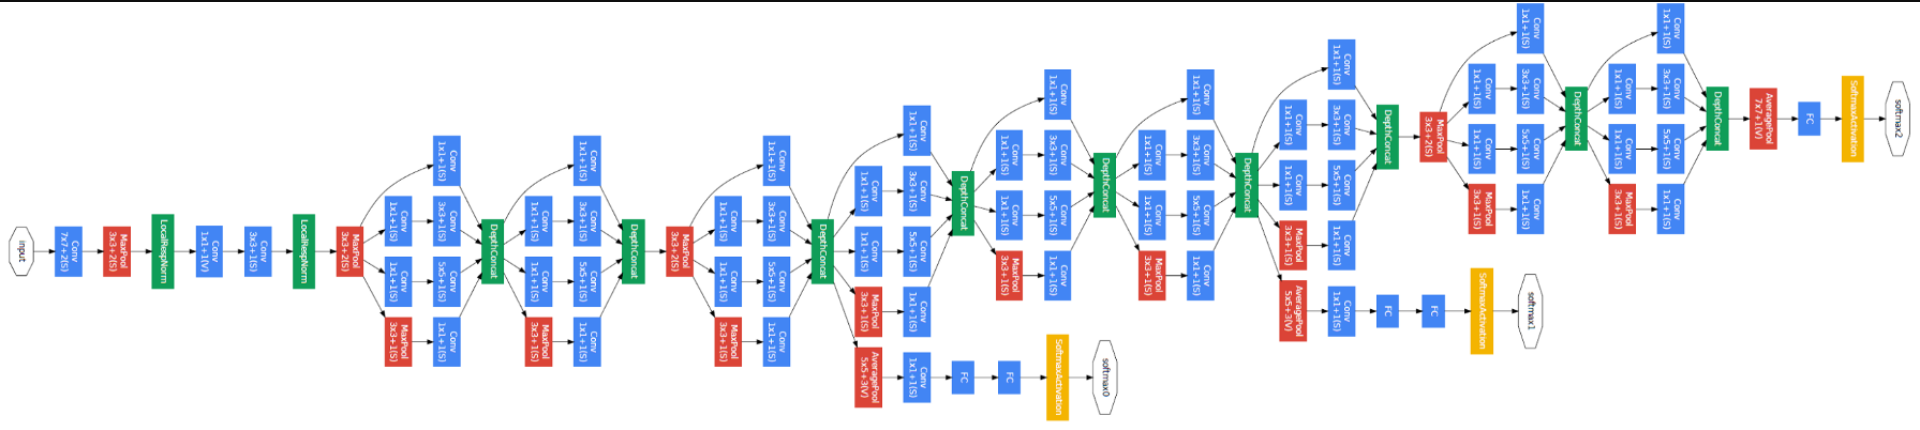 input
Conv
7x7+2(S)
MaxPool
3x3+2(S)
LocalRespNorm
Conv
1x1+1(V)
Conv
3x3+1(S)
LocalRespNorm
MaxPool
3x3+2(S)
Conv
1x1+1(S)
Conv
1x1+1(S)
Conv
1x1+1(S)
MaxPool
3x3+1(S)
Conv
3x3+1(S)
Conv
5x5+1(S)
Conv
1x1+1(S)
DepthConcat
Conv
1x1+1(S)
Conv
1x1+1(S)
Conv
1x1+1(S)
MaxPool
3x3+1(S)
Conv
3x3+1(S)
Conv
5x5+1(S)
Conv
1x1+1(S)
DepthConcat
MaxPool
3x3+2(S)
Conv
1x1+1(S)
Conv
1x1+1(S)
Conv
1x1+1(S)
MaxPool
3x3+1(S)
Conv
3x3+1(S)
Conv
5x5+1(S)
Conv
1x1+1(S)
DepthConcat
Conv
1x1+1(S)
Conv
1x1+1(S)
Conv
1x1+1(S)
MaxPool
3x3+1(S)
AveragePool
5x5+3(V)
Conv
3x3+1(S)
Conv
5x5+1(S)
Conv
1x1+1(S)
Conv
1x1+1(S)
FC
FC
SoftmaxActivation
softmax0
DepthConcat
Conv
1x1+1(S)
Conv
1x1+1(S)
Conv
1x1+1(S)
MaxPool
3x3+1(S)
Conv
3x3+1(S)
Conv
5x5+1(S)
Conv
1x1+1(S)
DepthConcat
Conv
1x1+1(S)
Conv
1x1+1(S)
Conv
1x1+1(S)
MaxPool
3x3+1(S)
Conv
3x3+1(S)
Conv
5x5+1(S)
Conv
1x1+1(S)
DepthConcat
Conv
1x1+1(S)
Conv
1x1+1(S)
Conv
1x1+1(S)
MaxPool
3x3+1(S)
AveragePool
5x5+3(V)
Conv
3x3+1(S)
Conv
5x5+1(S)
Conv
1x1+1(S)
Conv
1x1+1(S)
FC
FC
SoftmaxActivation
softmax1
DepthConcat
MaxPool
3x3+2(S)
Conv
1x1+1(S)
Conv
1x1+1(S)
Conv
1x1+1(S)
MaxPool
3x3+1(S)
Conv
3x3+1(S)
Conv
5x5+1(S)
Conv
1x1+1(S)
DepthConcat
Conv
1x1+1(S)
Conv
1x1+1(S)
Conv
1x1+1(S)
MaxPool
3x3+1(S)
Conv
3x3+1(S)
Conv
5x5+1(S)
Conv
1x1+1(S)
DepthConcat
AveragePool
7x7+1(V)
FC
SoftmaxActivation
softmax2